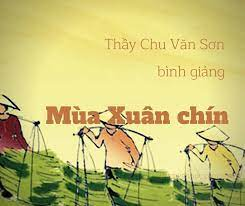 Thầy Chu Văn Sơn
bình giảng
Mùa Xuân chín